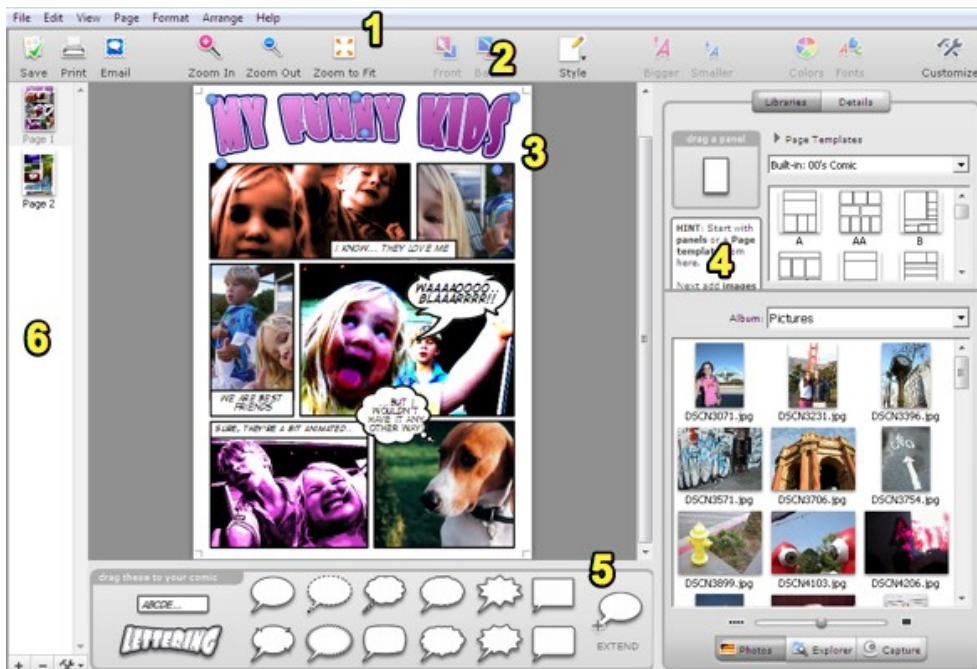 File Edit View Page Format Arrange Help
1
2
Save Print Email Zoom In Zoom Out Zoom to Fit Front Style Bigger Smaller Colors Fonts Customize
Page 1
Page 2
6
MY FUNNY KIDS
3
I KNOW... THEY LOVE ME
WAAAAOOOO..
BLAAARRRR!!
WE ARE BEST
FRIENDS
...BUT I
WOULDN'T
HAVE IT ANY
OTHER WAY
SURE, THEY'RE A BIT ANIMATED..
Libraries Details
drag a panel
Page Templates
Built-in: 00's Comic
HINT: Start with
panels or a Page
template from
here.
Next add images
4
A AA B
Album: Pictures
DSCN3071.jpg DSCN3231.jpg DSCN3396.jpg
DSCN3571.jpg DSCN3706.jpg DSCN3754.jpg
DSCN3899.jpg DSCN4103.jpg DSCN4206.jpg
drag these to your comic
ABCDE...
LETTERING
5
EXTEND
Photos Explorer Capture